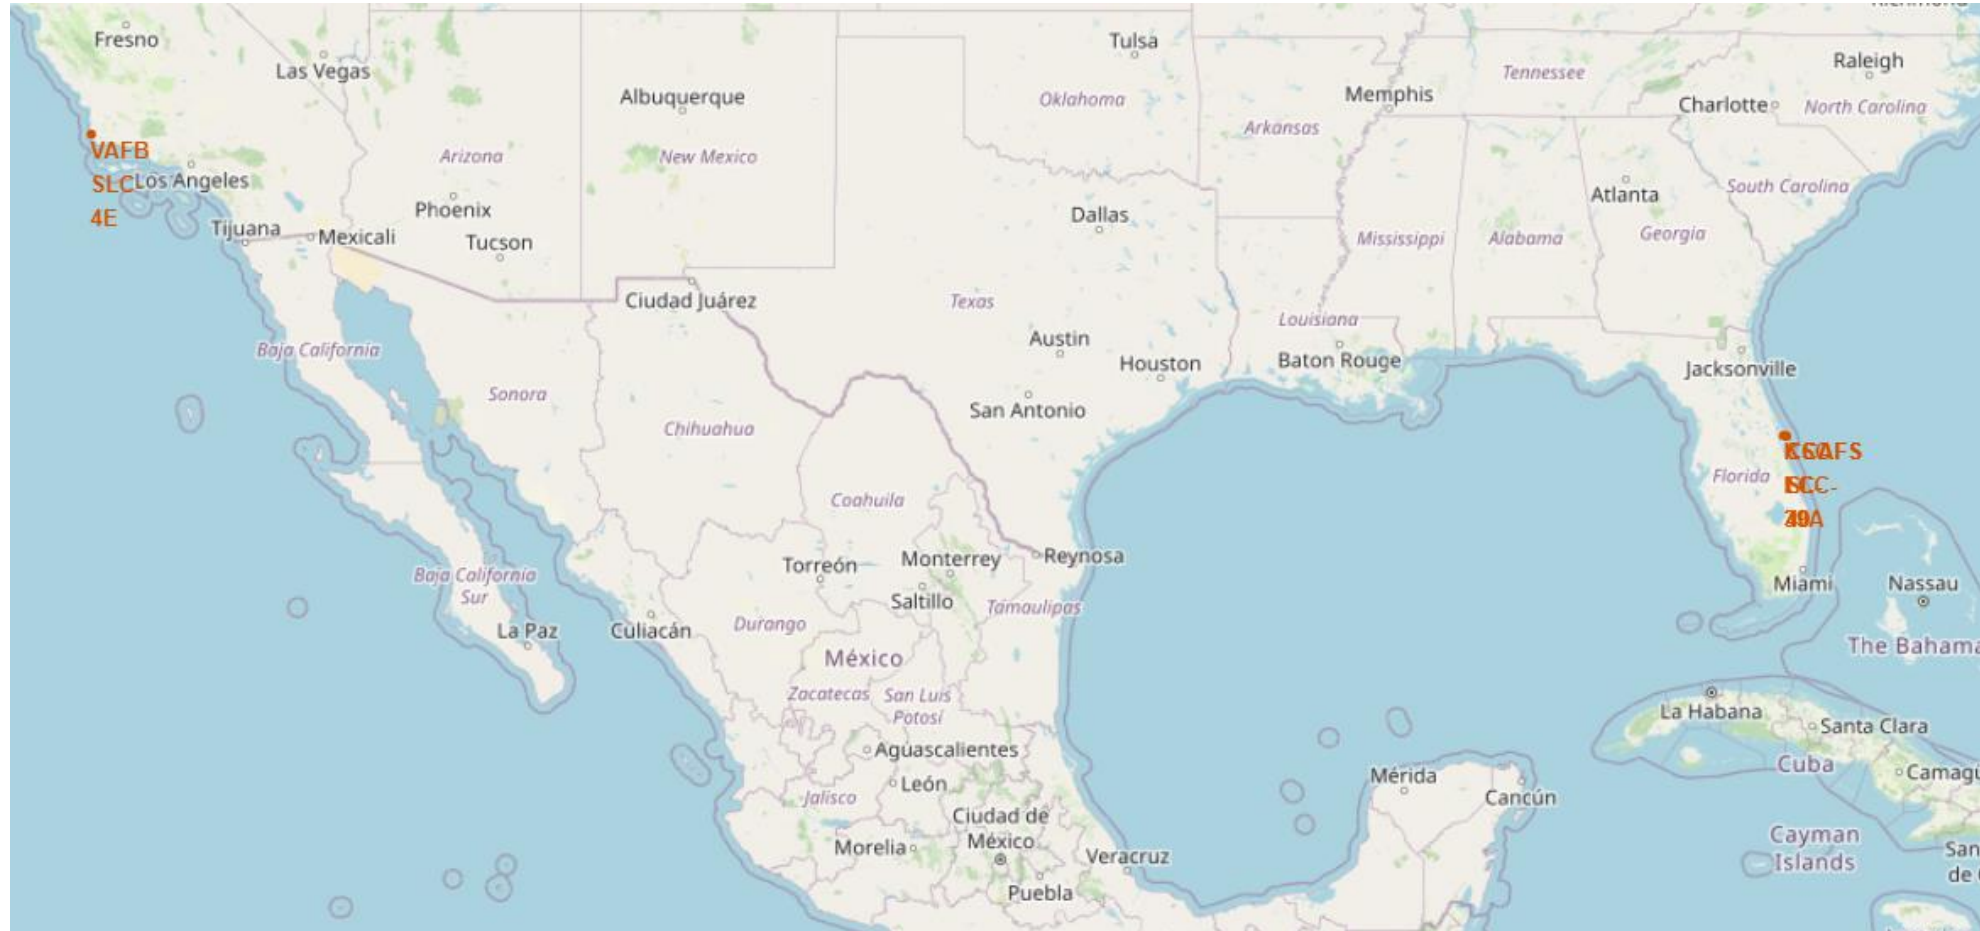 Fresno
Las Vegas
Albuquerque
Tulsa
Oklahoma
Memphis
Tennessee
Raleigh
Charlotte
North Carolina
Arkansas
VAFB
SLC
4E
Los Angeles
Arizona
New Mexico
Phoenix
Tucson
Tijuana
Mexicali
Dallas
Atlanta
South Carolina
Mississippi
Alabama
Georgia
Ciudad Juárez
Texas
Louisiana
Baja California
Austin
Houston
Baton Rouge
Jacksonville
Sonora
San Antonio
Chihuahua
Florida
Coahuila
Torreón
Monterrey
Reynosa
Baja California
Sur
Saltillo
Tamaulipas
Miami
Nassau
La Paz
Culiacán
Durango
México
The Bahama
Zacatecas
San Luis
Potosí
La Habana
Santa Clara
Aguascalientes
Cuba
Mérida
Camagü
León
Jalisco
Cancún
Ciudad de
México
Morelia
Veracruz
Cayman
Islands
San
de
Puebla